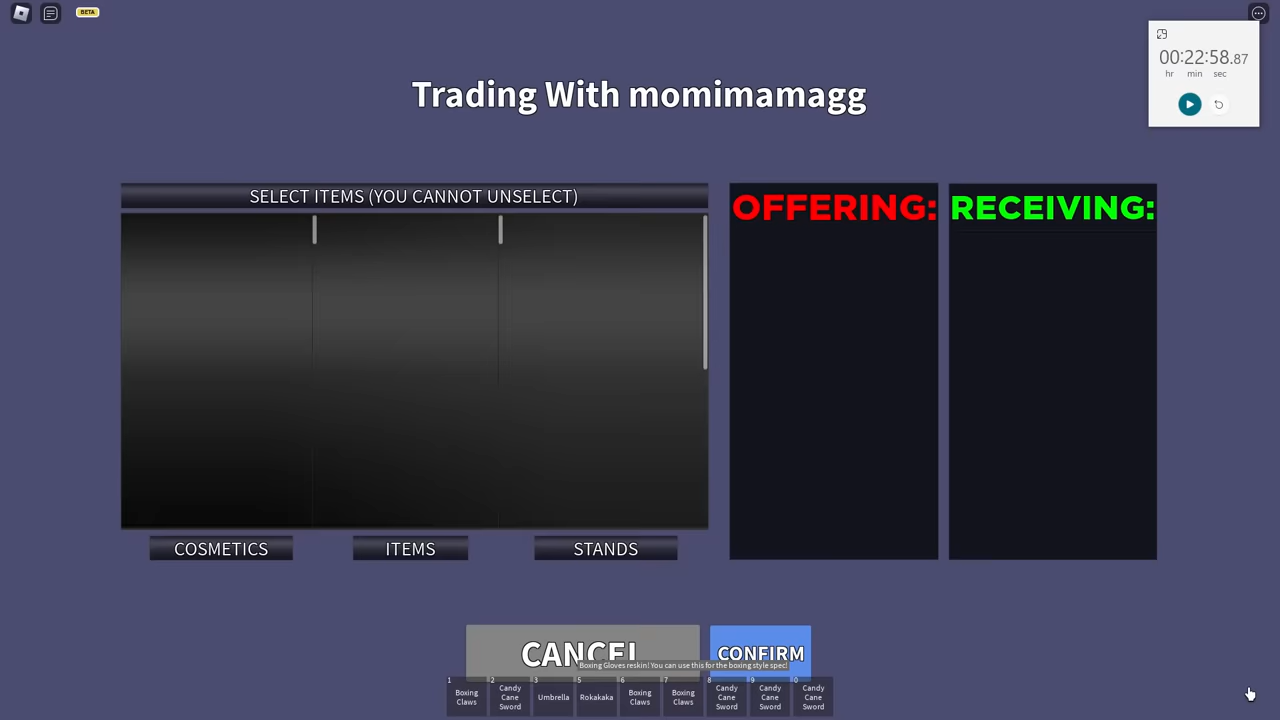 BETA
00:22:58.87
hr min sec
Trading With momimamagg
SELECT ITEMS (YOU CANNOT UNSELECT)
OFFERING:
RECEIVING:
COSMETICS
ITEMS
STANDS
CANCEL
CONFIRM
Boxing Gloves reskin! You can use this for the boxing style spec!
1 Boxing Claws
2 Candy Cane Sword
3 Umbrella
5 Rokakaka
6 Boxing Claws
7 Boxing Claws
8 Candy Cane Sword
9 Candy Cane Sword
0 Candy Cane Sword